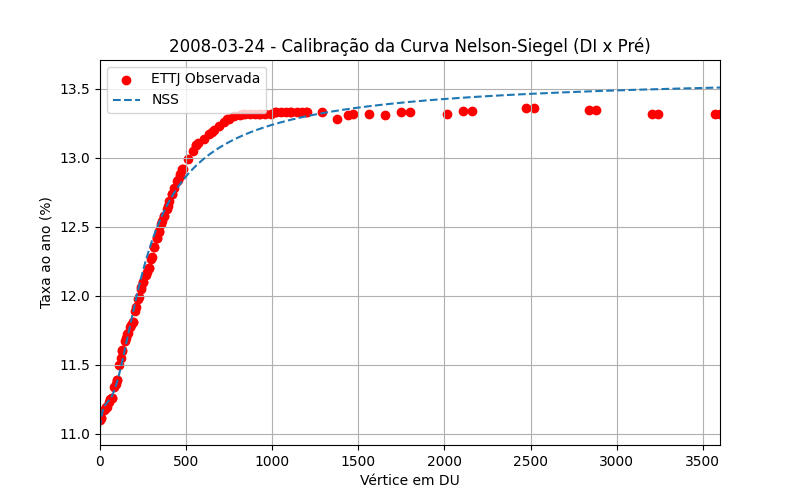 2008-03-24 - Calibração da Curva Nelson-Siegel (DI x Pré)
ETTJ Observada
NSS
Taxa ao ano (%)
13.5
13.0
12.5
12.0
11.5
11.0
0 500 1000 1500 2000 2500 3000 3500
Vértice em DU